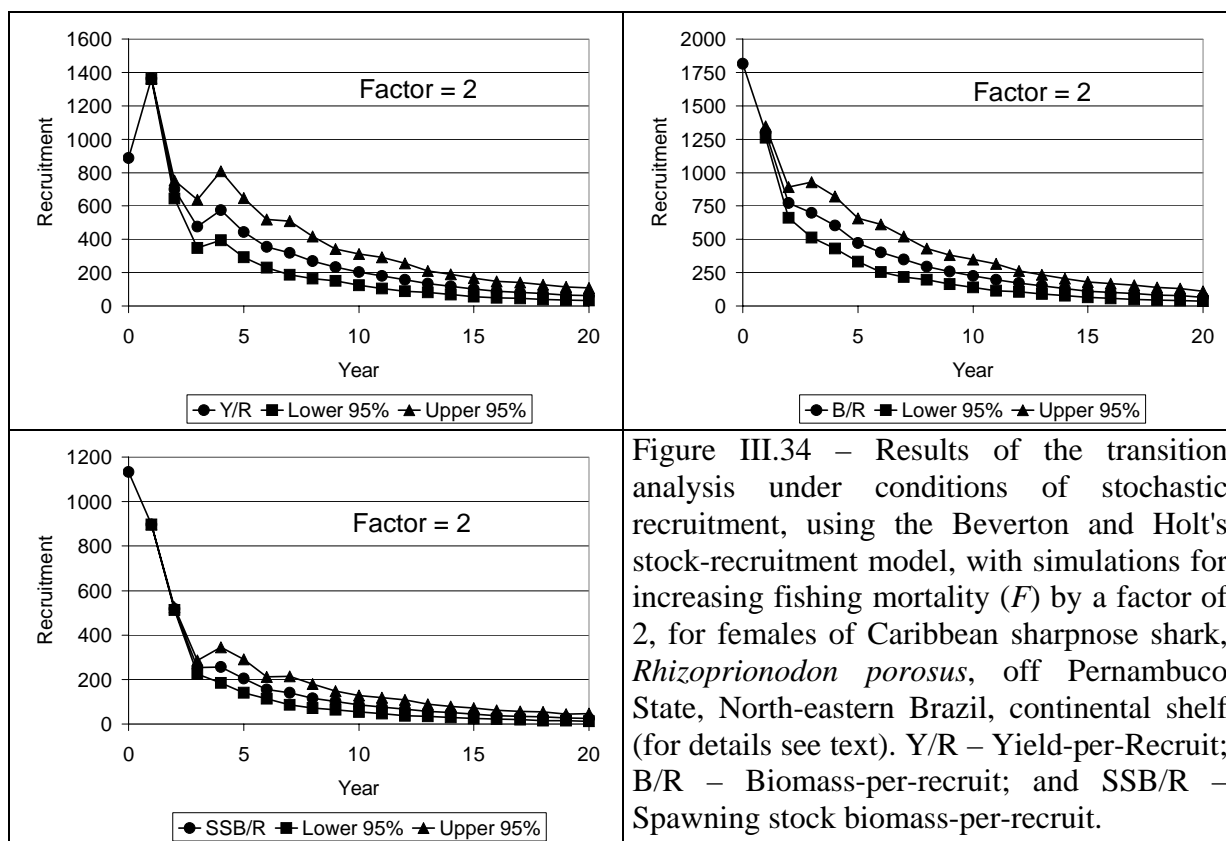 1600
1400
1200
1000
800
600
400
200
0
Recruitment
Factor = 2
0 5 10 15 20
Year
Y/R Lower 95% Upper 95%
2000
1750
1500
1250
1000
750
500
250
0
Recruitment
Factor = 2
0 5 10 15 20
Year
B/R Lower 95% Upper 95%
1200
1000
800
600
400
200
0
Recruitment
Factor = 2
0 5 10 15 20
Year
SSB/R Lower 95% Upper 95%
Figure III.34 – Results of the transition
analysis under conditions of stochastic
recruitment, using the Beverton and Holt's
stock-recruitment model, with simulations for
increasing fishing mortality (F) by a factor of
2, for females of Caribbean sharpnose shark,
Rhizoprionodon porosus, off Pernambuco
State, North-eastern Brazil, continental shelf
(for details see text). Y/R – Yield-per-Recruit;
B/R – Biomass-per-recruit; and SSB/R –
Spawning stock biomass-per-recruit.